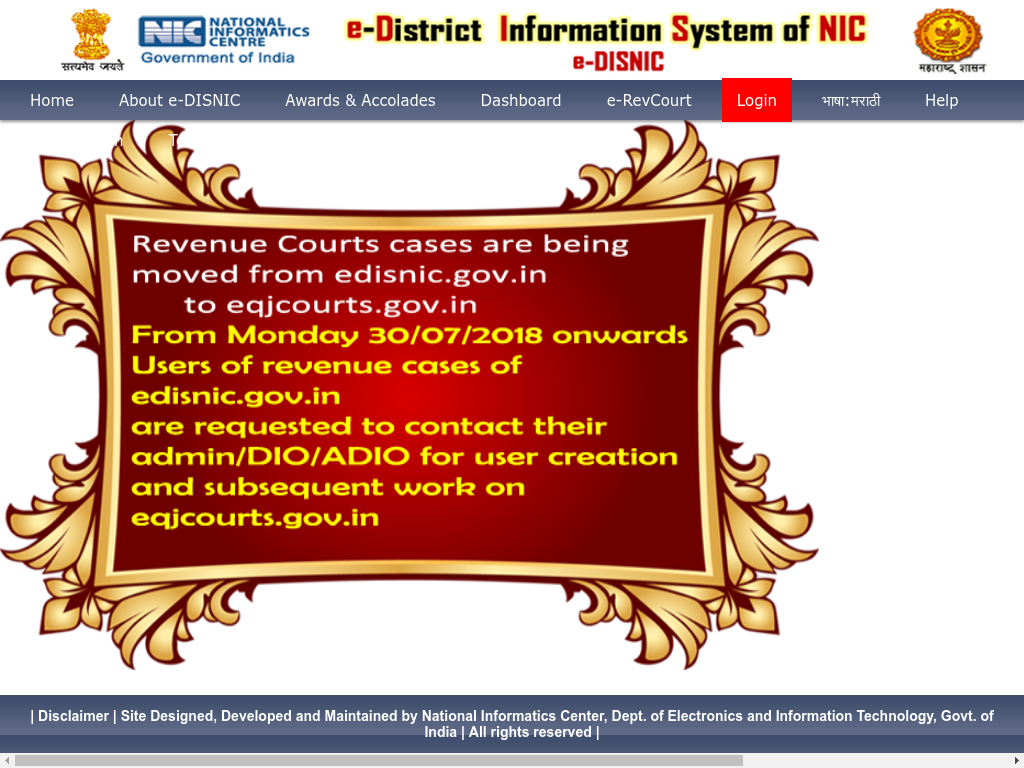 सत्यमेव जयते
NIC NATIONAL INFORMATICS CENTRE
Government of India
e-District Information System of NIC
e-DISNIC
महाराष्ट्र शासन
Home About e-DISNIC Awards & Accolades Dashboard e-RevCourt Login भाषा:मराठी Help
Revenue Courts cases are being
moved from edisnic.gov.in
to eqjcourts.gov.in
From Monday 30/07/2018 onwards
Users of revenue cases of
edisnic.gov.in
are requested to contact their
admin/DIO/ADIO for user creation
and subsequent work on
eqjcourts.gov.in
| Disclaimer | Site Designed, Developed and Maintained by National Informatics Center, Dept. of Electronics and Information Technology, Govt. of
India | All rights reserved |